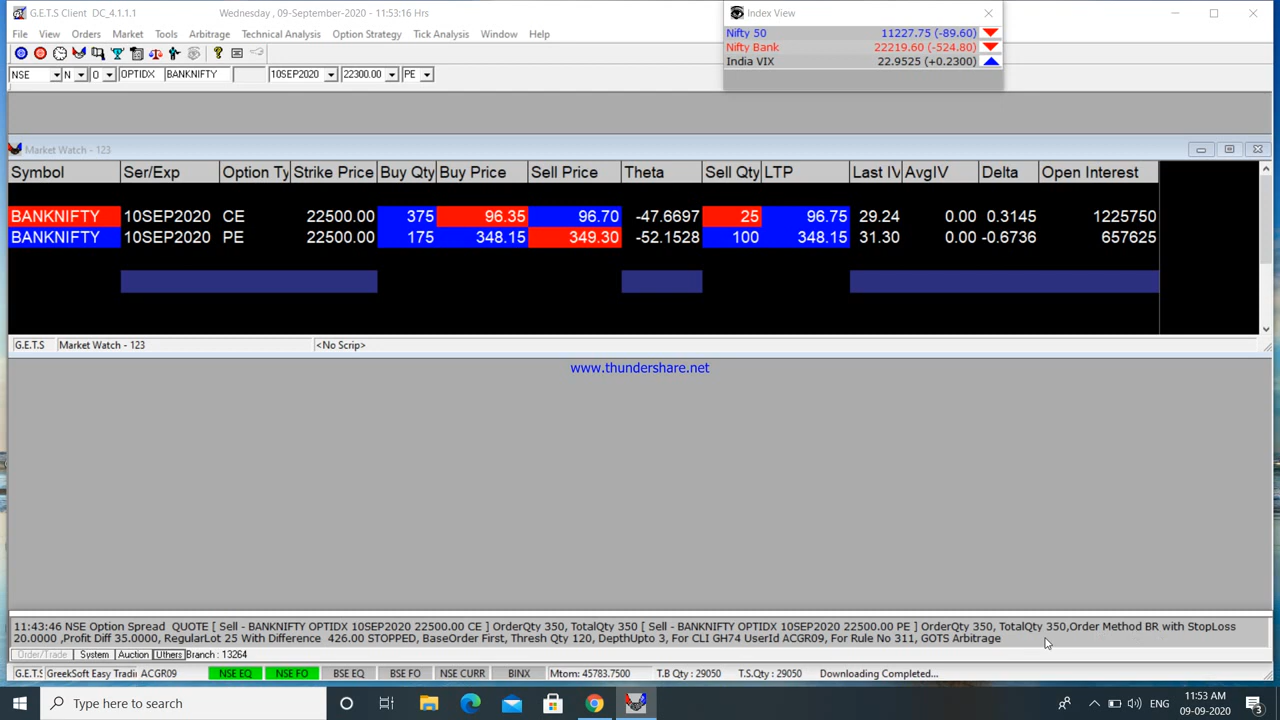 G.E.T.S Client DC_4.1.1.1 Wednesday , 09-September-2020 - 11:53:16 Hrs
Index View
File View Orders Market Tools Arbitrage Technical Analysis Option Strategy Tick Analysis Window Help
Nifty 50 11227.75 (-89.60)
Nifty Bank 22219.60 (-524.80)
India VIX 22.9525 (+0.2300)
NSE N O OPTIDX BANKNIFTY 10SEP2020 22300.00 PE
Market Watch - 123
Symbol Ser/Exp Option Ty Strike Price Buy Qty Buy Price Sell Price Theta Sell Qty LTP Last IV AvgIV Delta Open Interest
BANKNIFTY 10SEP2020 CE 22500.00 375 96.35 96.70 -47.6697 25 96.75 29.24 0.00 0.3145 1225750
BANKNIFTY 10SEP2020 PE 22500.00 175 348.15 349.30 -52.1528 100 348.15 31.30 0.00 -0.6736 657625
G.E.T.S Market Watch - 123 <No Scrip>
www.thundershare.net
11:43:46 NSE Option Spread QUOTE [ Sell - BANKNIFTY OPTIDX 10SEP2020 22500.00 CE ] OrderQty 350, TotalQty 350 [ Sell - BANKNIFTY OPTIDX 10SEP2020 22500.00 PE ] OrderQty 350, TotalQty 350,Order Method BR with StopLoss
20.0000 ,Profit Diff 35.0000, RegularLot 25 With Difference 426.00 STOPPED, BaseOrder First, Thresh Qty 120, DepthUpto 3, For CLI GH74 UserId ACGR09, For Rule No 311, GOTS Arbitrage
Order/Trade System Auction Uthers Branch : 13264
G.E.T.S GreekSoft Easy Tradin ACGR09 NSE EQ NSE FO BSE EQ BSE FO NSE CURR BINX Mtom: 45783.7500 T.B Qty : 29050 T.S.Qty : 29050 Downloading Completed...
Type here to search
ENG
11:53 AM
09-09-2020
3